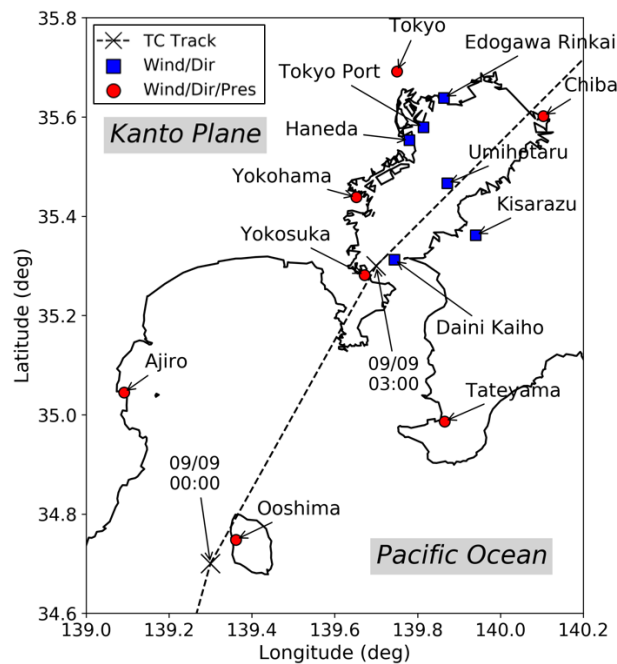 TC Track
Wind/Dir
Wind/Dir/Pres
Tokyo
Edogawa Rinkai
Tokyo Port
Chiba
Kanto Plane
Haneda
Umihotaru
Yokohama
Kisarazu
Yokosuka
Daini Kaiho
09/09
03:00
Ajiro
Tateyama
09/09
00:00
Ooshima
Pacific Ocean
35.8
35.6
35.4
35.2
35.0
34.8
34.6
Latitude (deg)
139.0
139.2
139.4
139.6
139.8
140.0
140.2
Longitude (deg)